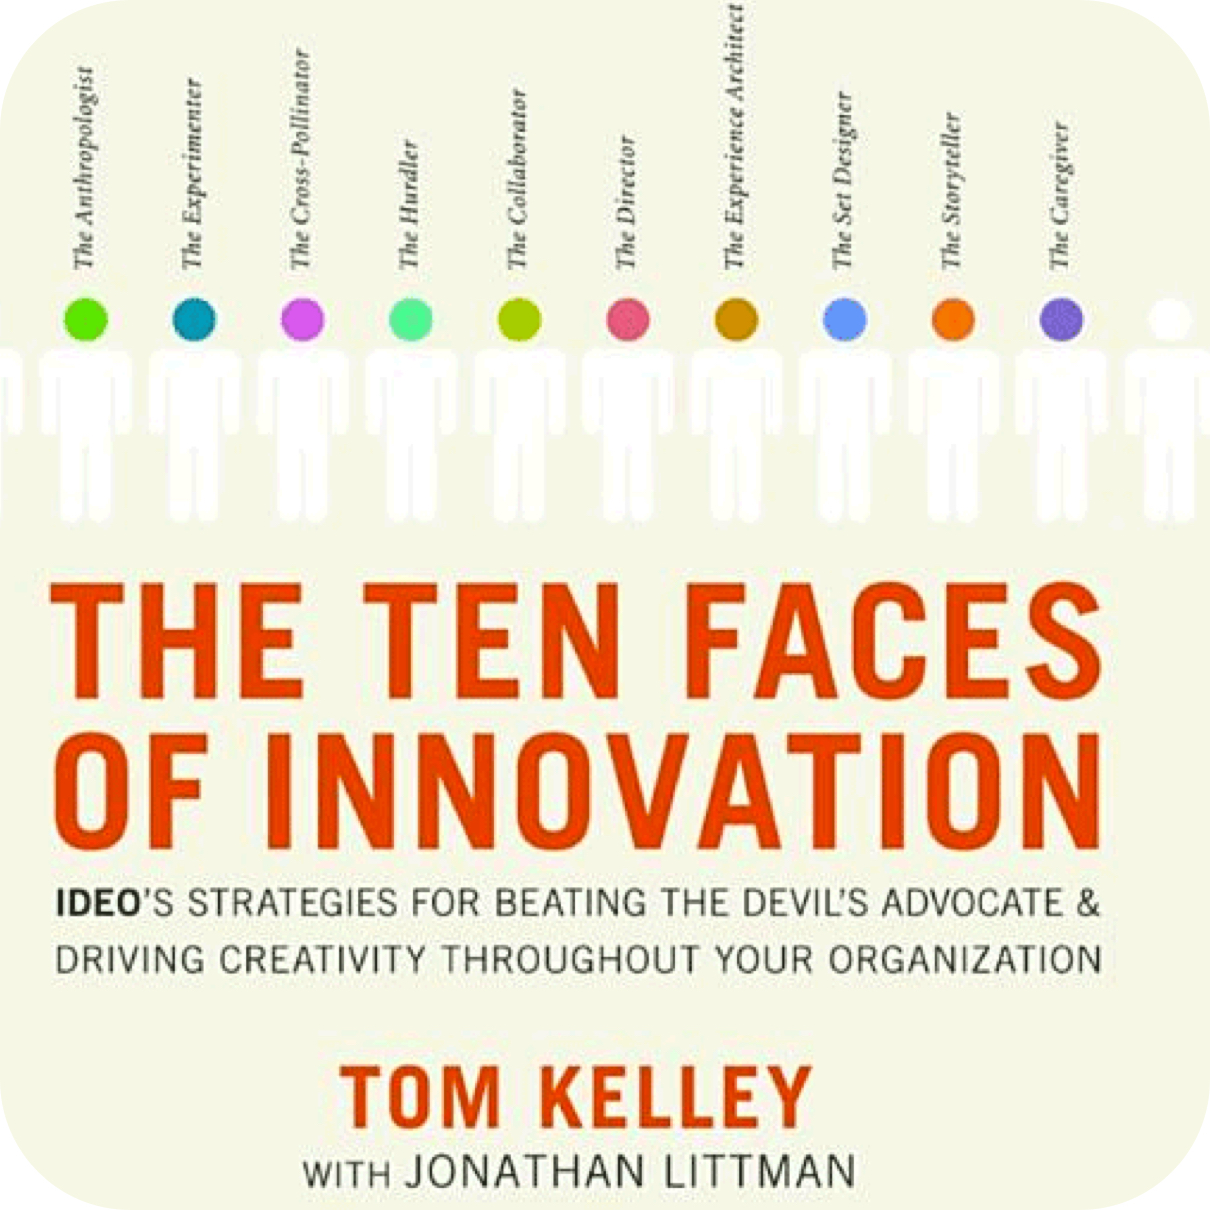 The Anthropologist
The Experimenter
The Cross-Pollinator
The Hurdler
The Collaborator
The Director
The Experience Architect
The Set Designer
The Storyteller
The Caregiver
THE TEN FACES
OF INNOVATION
IDEO'S STRATEGIES FOR BEATING THE DEVIL'S ADVOCATE &
DRIVING CREATIVITY THROUGHOUT YOUR ORGANIZATION
TOM KELLEY
WITH JONATHAN LITTMAN